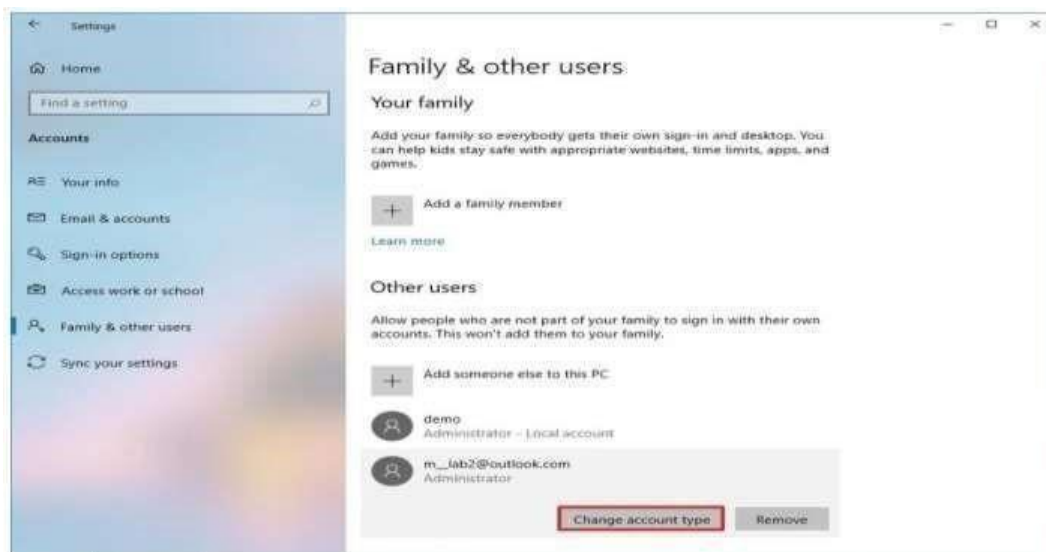 Settings
Home
Find a setting
Accounts
Your info
Email & accounts
Sign-in options
Access work or school
Family & other users
Sync your settings
Family & other users
Your family
Add your family so everybody gets their own sign-in and desktop. You
can help kids stay safe with appropriate websites, time limits, apps, and
games.
Add a family member
Learn more
Other users
Allow people who are not part of your family to sign in with their own
accounts. This won't add them to your family.
Add someone else to this PC
demo
Administrator - Local account
m__lab2@outlook.com
Administrator
Change account type
Remove